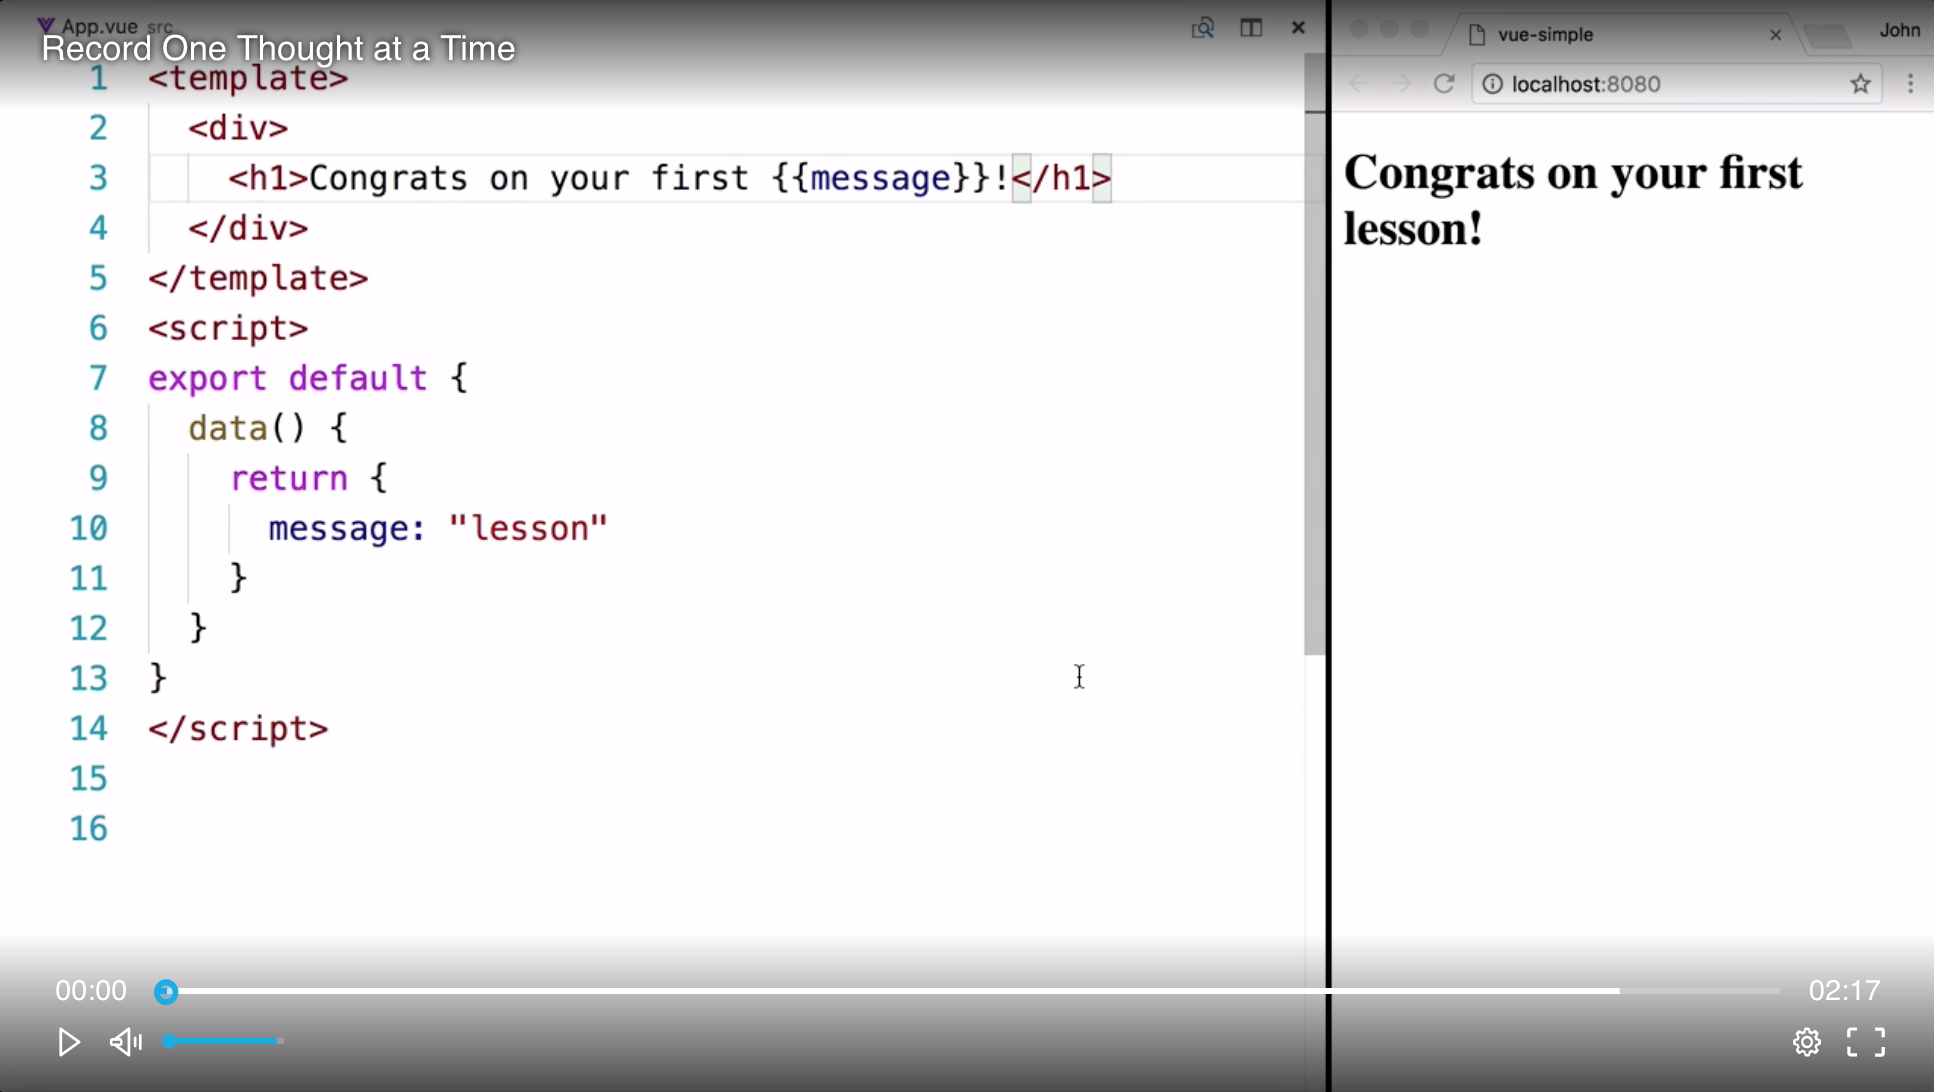 App.vue src
Record One Thought at a Time
1 <template>
2 <div>
3 <h1>Congrats on your first {{message}}!</h1>
4 </div>
5 </template>
6 <script>
7 export default {
8 data() {
9 return {
10 message: "lesson"
11 }
12 }
13 }
14 </script>
15
16
vue-simple
John
localhost:8080
Congrats on your first
lesson!
00:00
02:17